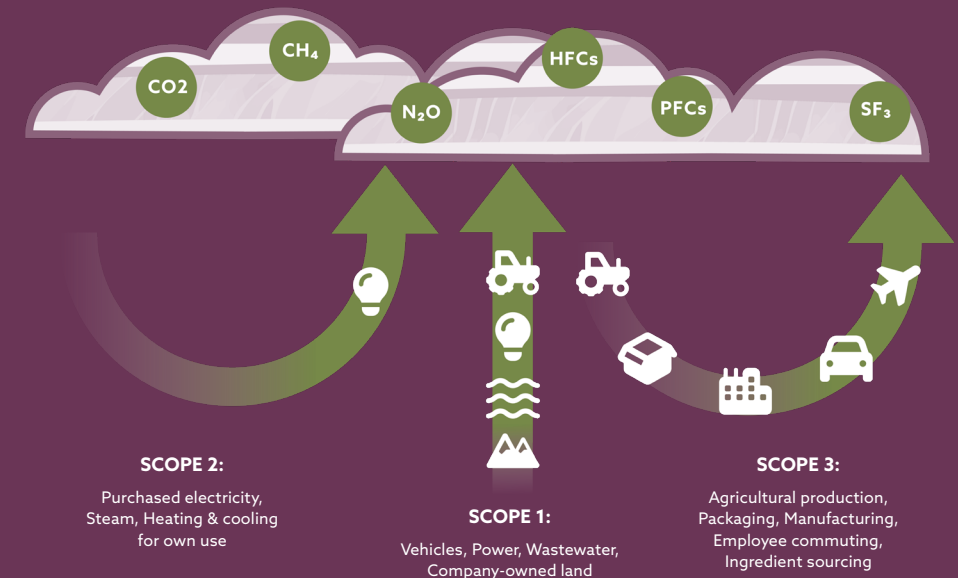 CO2
CH₄
N₂O
HFCs
PFCs
SF₃
SCOPE 2:
Purchased electricity,
Steam, Heating & cooling
for own use
SCOPE 1:
Vehicles, Power, Wastewater,
Company-owned land
SCOPE 3:
Agricultural production,
Packaging, Manufacturing,
Employee commuting,
Ingredient sourcing